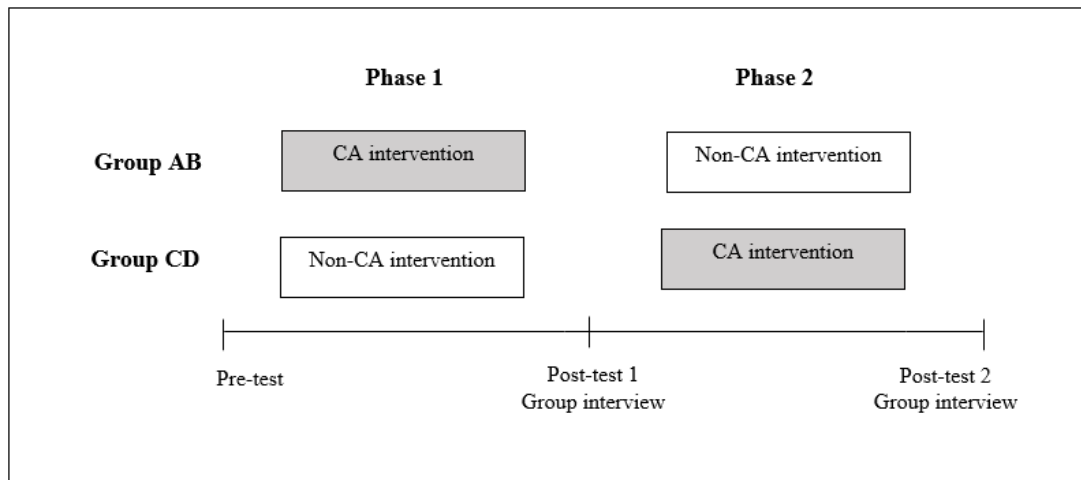 Phase 1
Phase 2
Group AB
CA intervention
Non-CA intervention
Group CD
Non-CA intervention
CA intervention
Pre-test
Post-test 1
Group interview
Post-test 2
Group interview